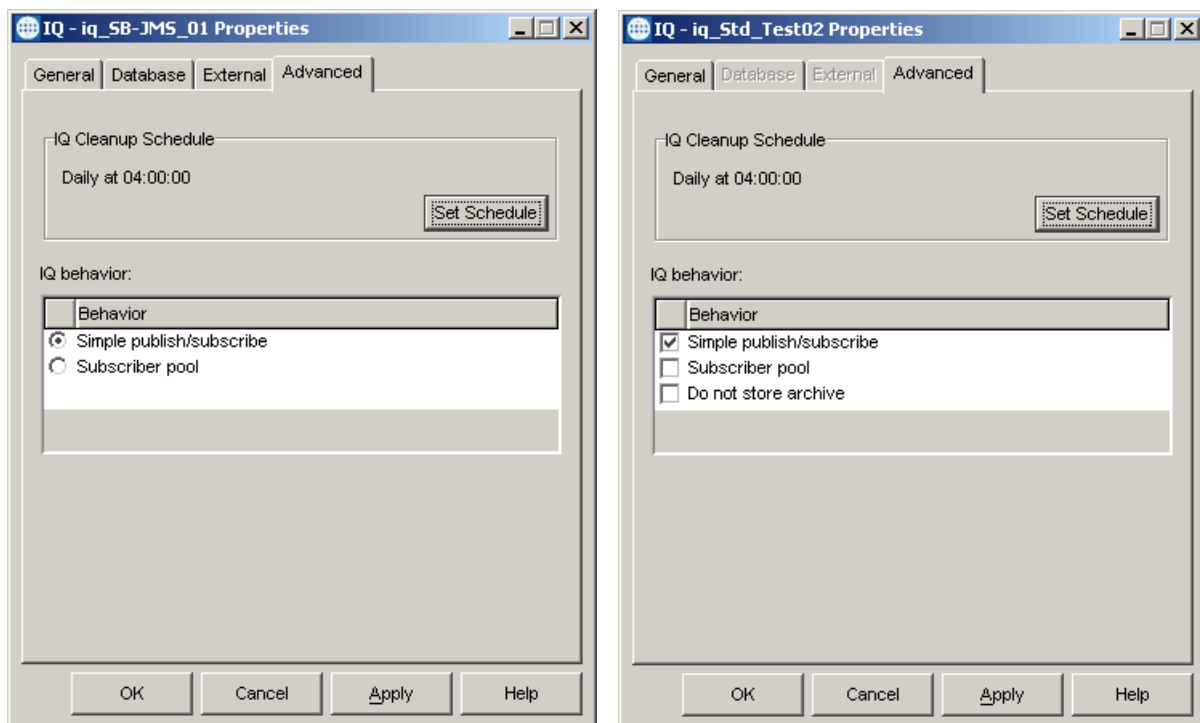 IQ - iq_SB-JMS_01 Properties
General Database External Advanced
IQ Cleanup Schedule
Daily at 04:00:00
Set Schedule
IQ behavior:
Behavior
Simple publish/subscribe
Subscriber pool
OK Cancel Apply Help
IQ - iq_Std_Test02 Properties
General Database External Advanced
IQ Cleanup Schedule
Daily at 04:00:00
Set Schedule
IQ behavior:
Behavior
Simple publish/subscribe
Subscriber pool
Do not store archive
OK Cancel Apply Help